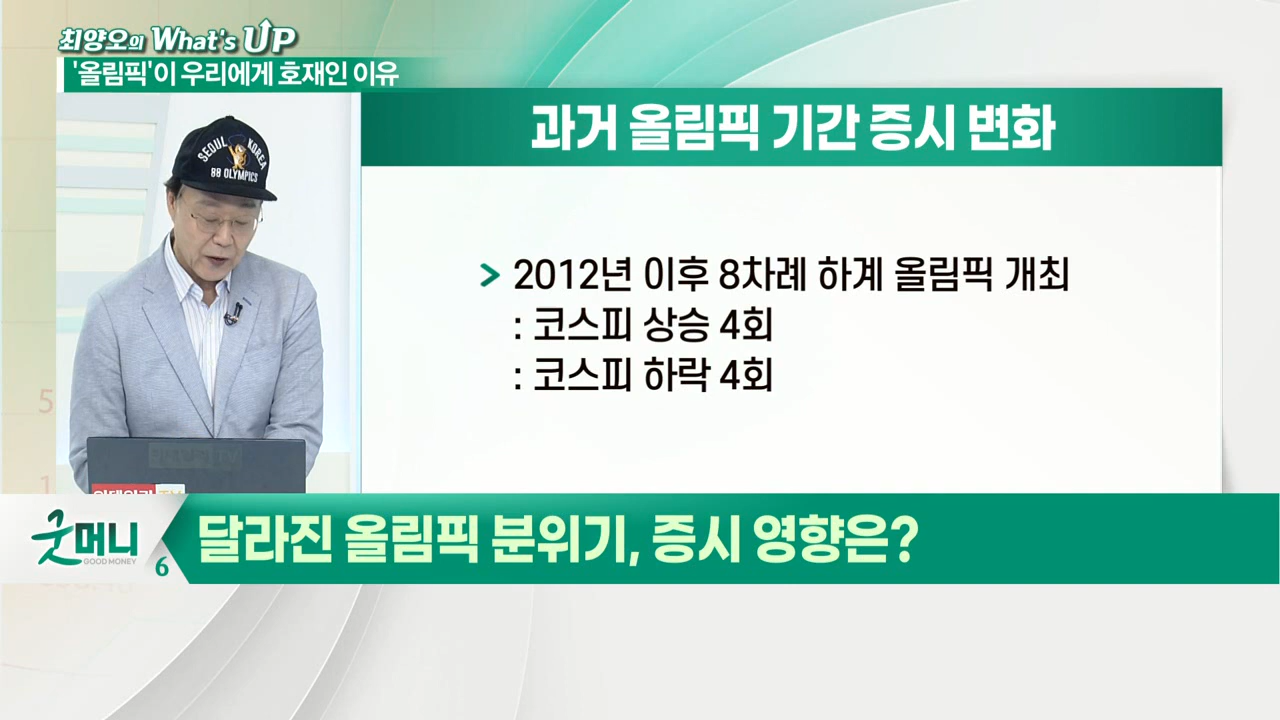 최양오의 What's UP
'올림픽'이 우리에게 호재인 이유
과거 올림픽 기간 증시 변화
SEOUL KOREA
88 OLYMPICS
> 2012년 이후 8차례 하계 올림픽 개최
: 코스피 상승 4회
: 코스피 하락 4회
5
1
굿머니
GOOD MONEY
6
달라진 올림픽 분위기, 증시 영향은?